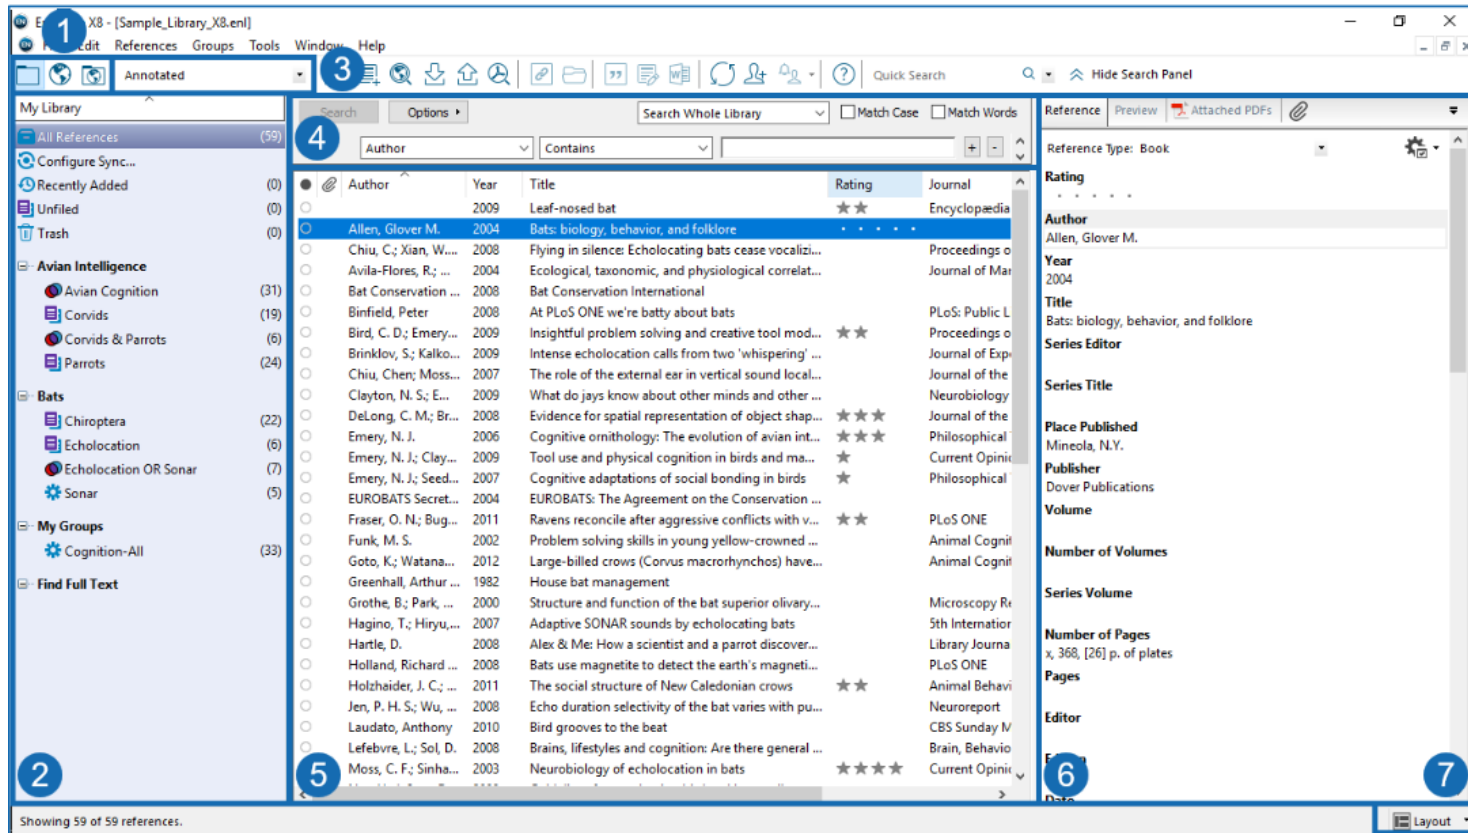 X8 - [Sample_Library_X8.enl]
1
Edit References Groups Tools Window Help
Annotated
3
Quick Search
Hide Search Panel
My Library
All References (59)
Configure Sync...
Recently Added (0)
Unfiled (0)
Trash (0)
Avian Intelligence
Avian Cognition (31)
Corvids (19)
Corvids & Parrots (6)
Parrots (24)
Bats
Chiroptera (22)
Echolocation (6)
Echolocation OR Sonar (7)
Sonar (5)
My Groups
Cognition-All (33)
Find Full Text
2
Search Options Search Whole Library Match Case Match Words
4
Author Contains + -
Author Year Title Rating Journal
2009 Leaf-nosed bat ★★ Encyclopædia
Allen, Glover M. 2004 Bats: biology, behavior, and folklore . . . . .
Chiu, C.; Xian, W.... 2008 Flying in silence: Echolocating bats cease vocalizi... Proceedings o
Avila-Flores, R.; ... 2004 Ecological, taxonomic, and physiological correlat... Journal of Mar
Bat Conservation ... 2008 Bat Conservation International
Binfield, Peter 2008 At PLoS ONE we're batty about bats PLoS: Public L
Bird, C. D.; Emery... 2009 Insightful problem solving and creative tool mod... ★★ Proceedings o
Brinklov, S.; Kalko... 2009 Intense echolocation calls from two 'whispering' ... Journal of Exp
Chiu, Chen; Moss... 2007 The role of the external ear in vertical sound local... Journal of the
Clayton, N. S.; E... 2009 What do jays know about other minds and other ... Neurobiology
DeLong, C. M.; Br... 2008 Evidence for spatial representation of object shap... ★★★ Journal of the
Emery, N. J. 2006 Cognitive ornithology: The evolution of avian int... ★★★ Philosophical
Emery, N. J.; Clay... 2009 Tool use and physical cognition in birds and ma... ★ Current Opini
Emery, N. J.; Seed... 2007 Cognitive adaptations of social bonding in birds ★ Philosophical
EUROBATS Secret... 2004 EUROBATS: The Agreement on the Conservation ...
Fraser, O. N.; Bug... 2011 Ravens reconcile after aggressive conflicts with v... ★★ PLoS ONE
Funk, M. S. 2002 Problem solving skills in young yellow-crowned ... Animal Cognit
Goto, K.; Watana... 2012 Large-billed crows (Corvus macrorhynchos) have... Animal Cognit
Greenhall, Arthur ... 1982 House bat management
Grothe, B.; Park, ... 2000 Structure and function of the bat superior olivary... Microscopy Re
Hagino, T.; Hiryu,... 2007 Adaptive SONAR sounds by echolocating bats 5th Internation
Hartle, D. 2008 Alex & Me: How a scientist and a parrot discover... Library Journa
Holland, Richard ... 2008 Bats use magnetite to detect the earth's magneti... PLoS ONE
Holzhaider, J. C.; ... 2011 The social structure of New Caledonian crows ★★ Animal Behavi
Jen, P. H. S.; Wu, ... 2008 Echo duration selectivity of the bat varies with pu... Neuroreport
Laudato, Anthony 2010 Bird grooves to the beat CBS Sunday M
Lefebvre, L.; Sol, D. 2008 Brains, lifestyles and cognition: Are there general ... Brain, Behavio
Moss, C. F.; Sinha... 2003 Neurobiology of echolocation in bats ★★★★ Current Opini
5
Reference Preview Attached PDFs
Reference Type: Book
Rating
. . . . .
Author
Allen, Glover M.
Year
2004
Title
Bats: biology, behavior, and folklore
Series Editor
Series Title
Place Published
Mineola, N.Y.
Publisher
Dover Publications
Volume
Number of Volumes
Series Volume
Number of Pages
x, 368, [26] p. of plates
Pages
Editor
6
7
Date
Showing 59 of 59 references.
Layout